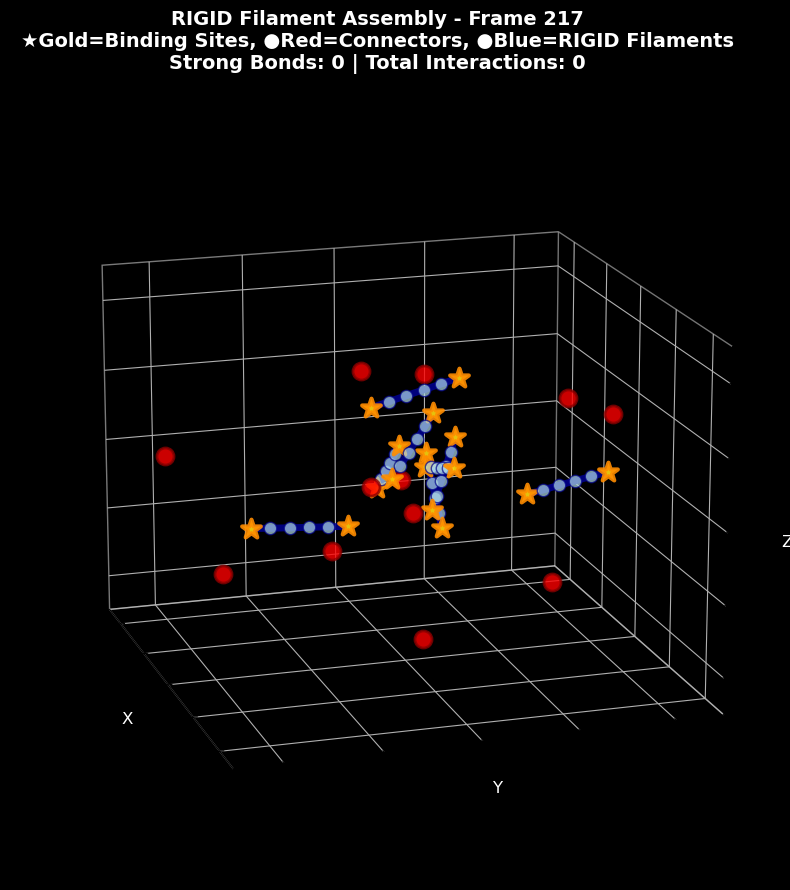 RIGID Filament Assembly - Frame 217
★Gold=Binding Sites, ●Red=Connectors, ●Blue=RIGID Filaments
Strong Bonds: 0 | Total Interactions: 0
Z
X
Y